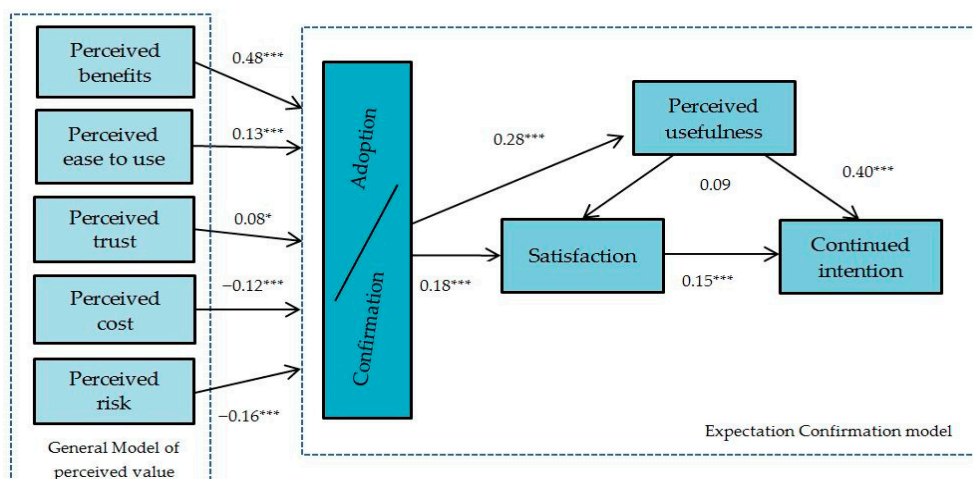 Perceived
benefits
0.48***
Perceived
ease to use
0.13***
Perceived
trust
0.08*
Perceived
cost
−0.12***
Perceived
risk
−0.16***
General Model of
perceived value
Adoption
Confirmation
0.28***
0.18***
Perceived
usefulness
0.09
0.40***
Satisfaction
0.15***
Continued
intention
Expectation Confirmation model